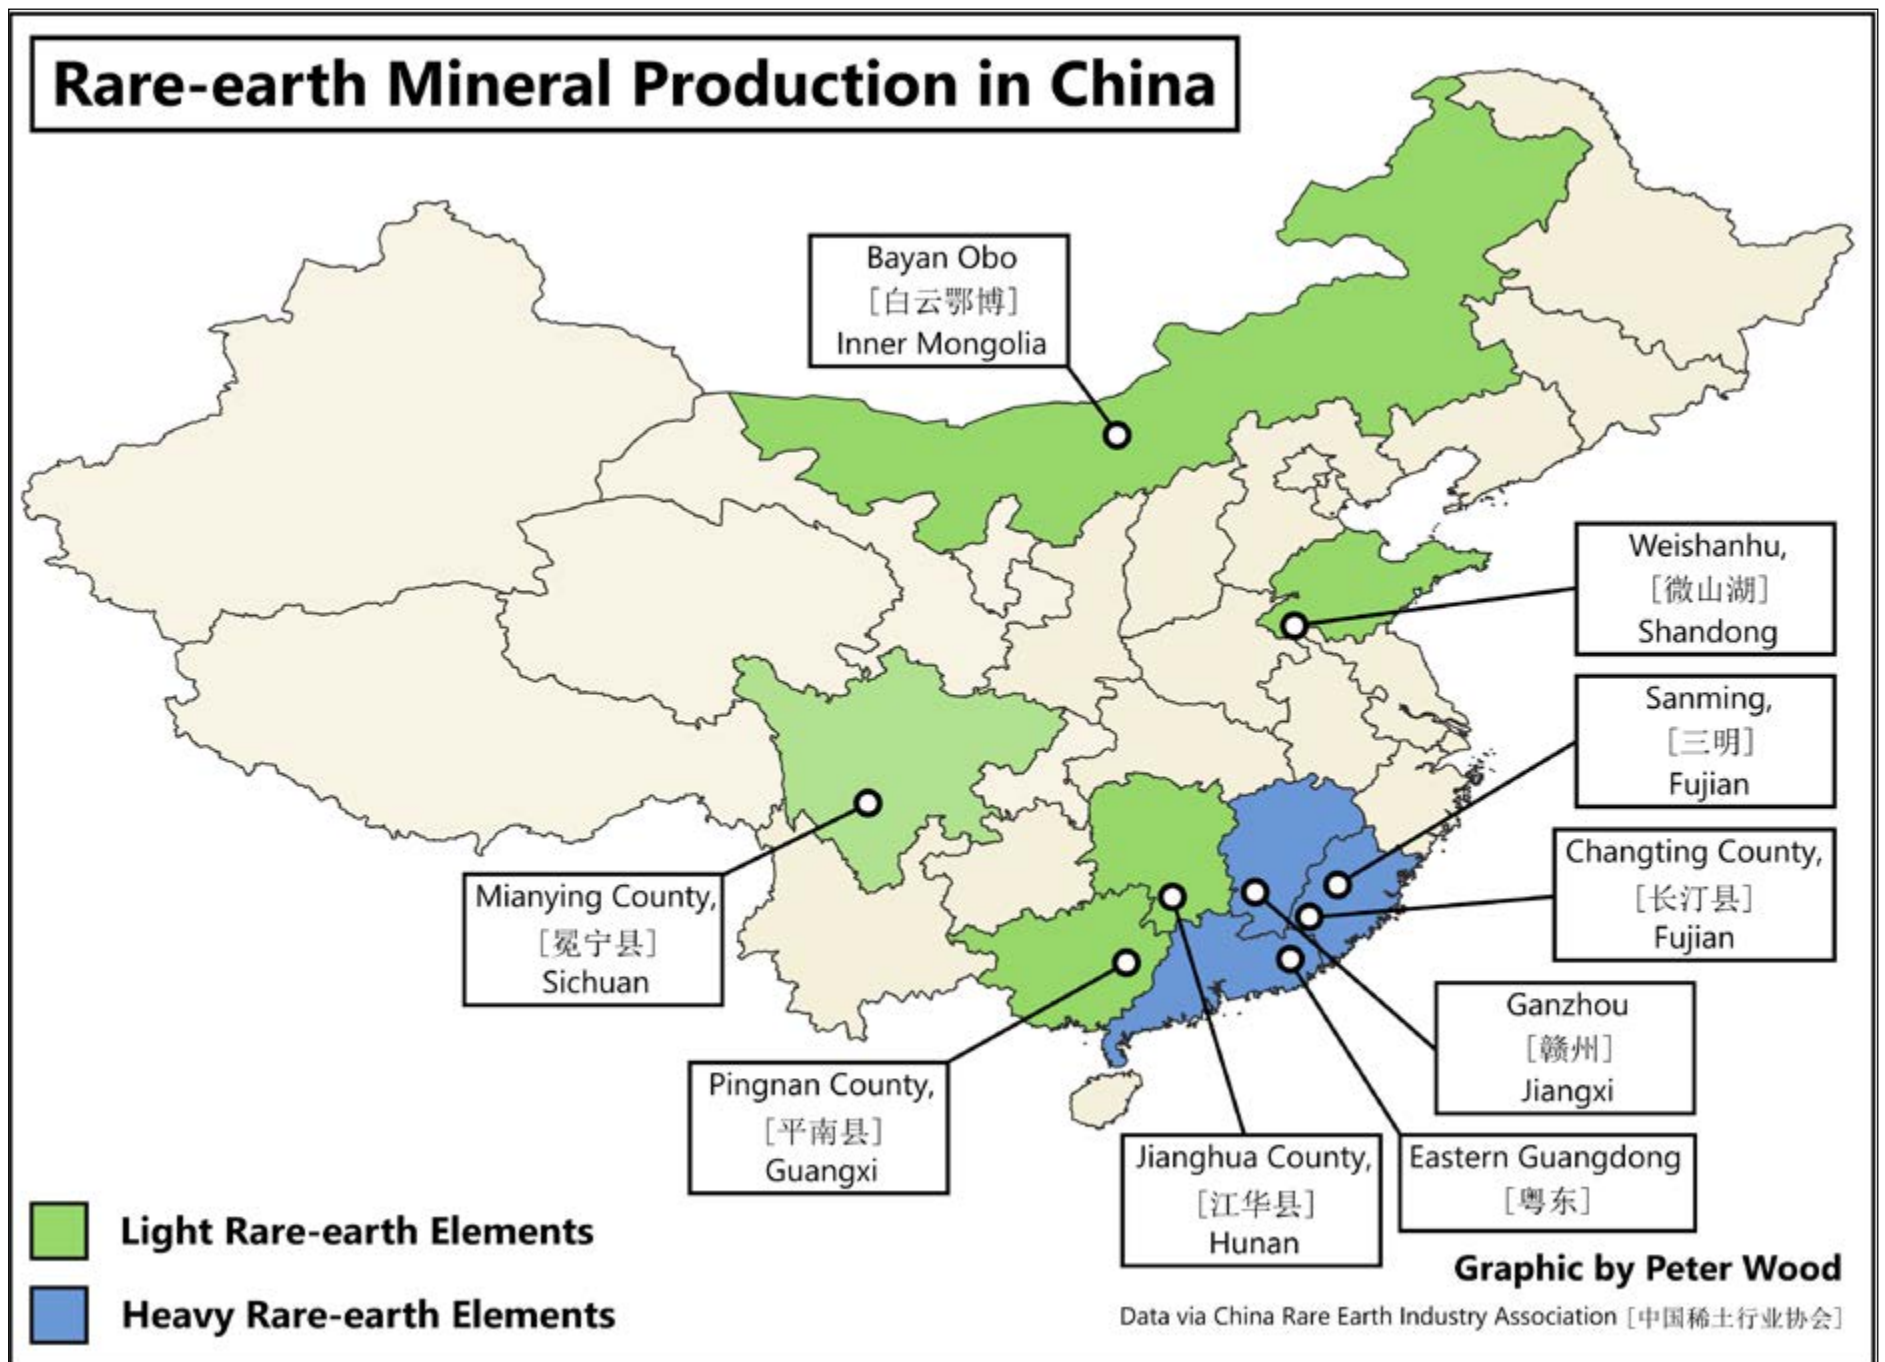 Rare-earth Mineral Production in China
Bayan Obo
[白云鄂博]
Inner Mongolia
Weishanhu,
[微山湖]
Shandong
Sanming,
[三明]
Fujian
Changting County,
[长汀县]
Fujian
Mianying County,
[冕宁县]
Sichuan
Ganzhou
[赣州]
Jiangxi
Pingnan County,
[平南县]
Guangxi
Jianghua County,
[江华县]
Hunan
Eastern Guangdong
[粤东]
Light Rare-earth Elements
Heavy Rare-earth Elements
Graphic by Peter Wood
Data via China Rare Earth Industry Association [中国稀土行业协会]